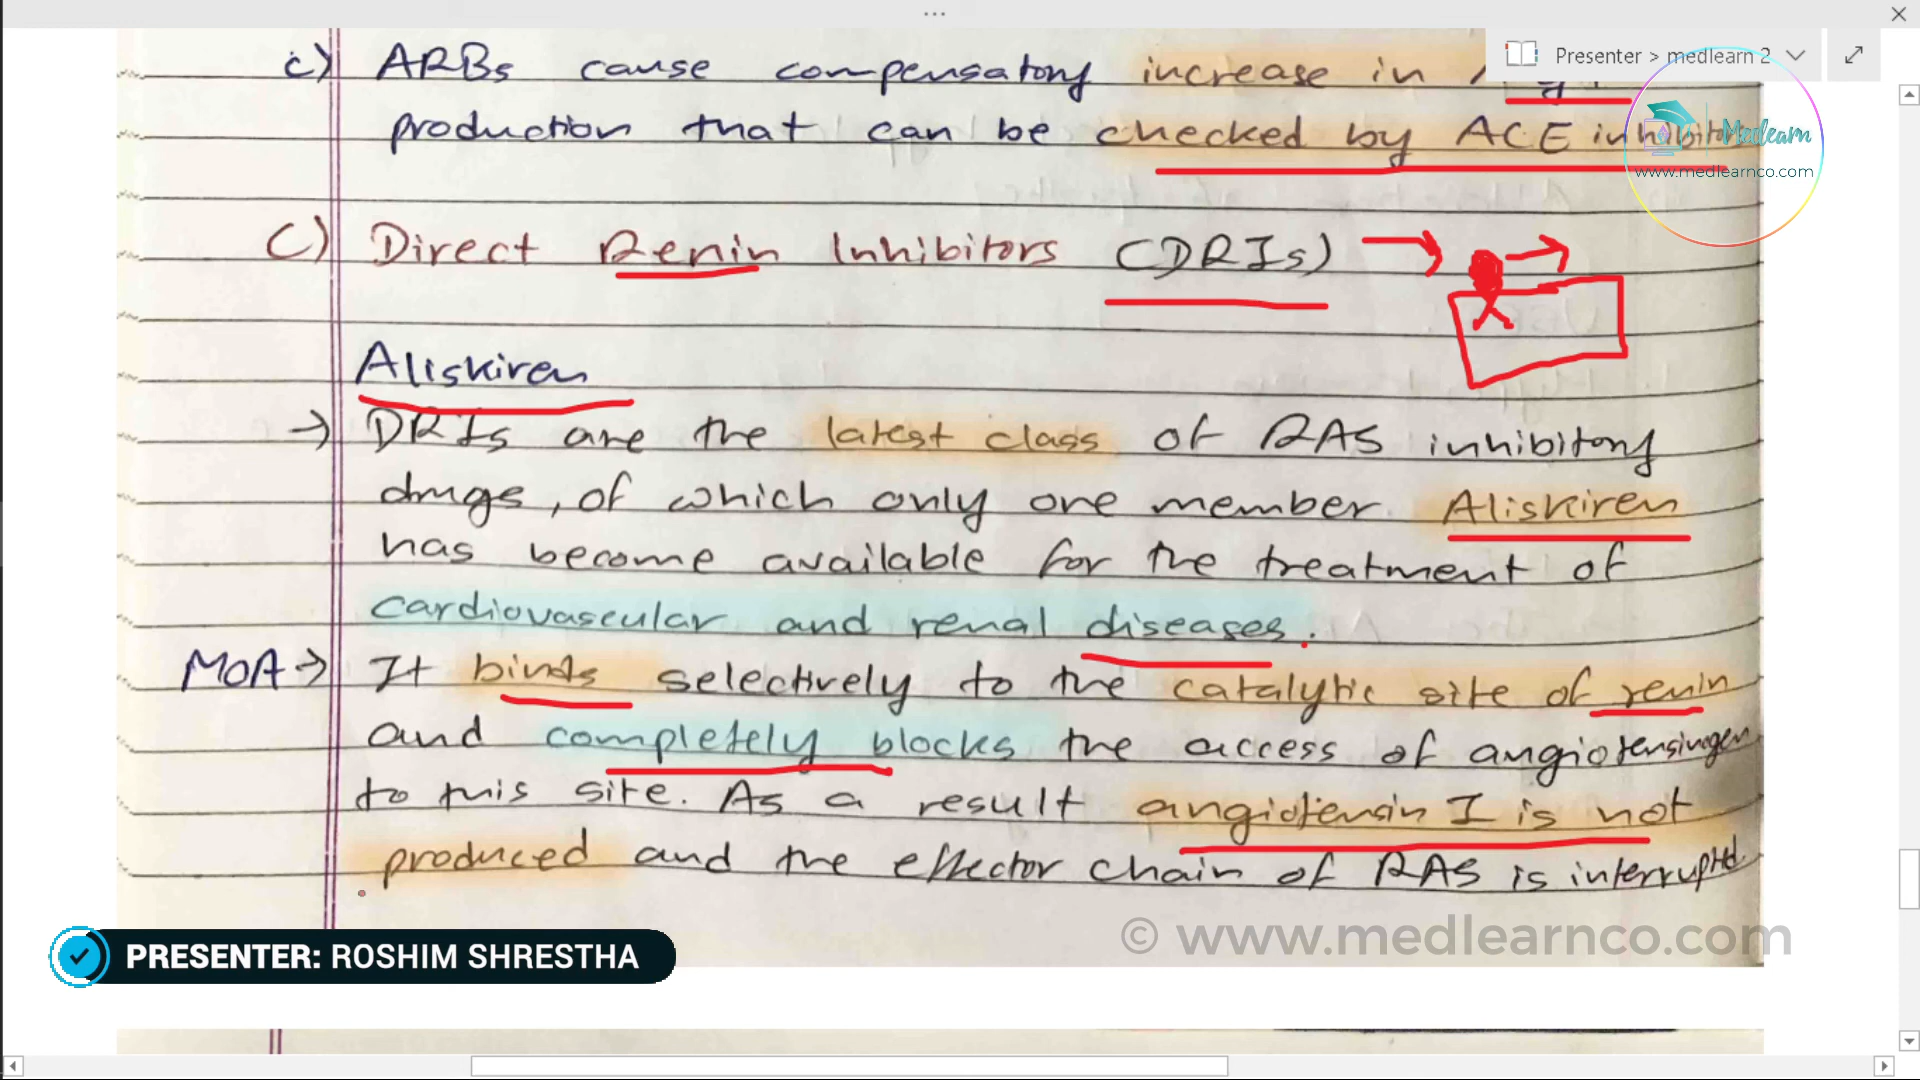 ...
Presenter > medlearn 2
c) ARBs cause compensatory increase in
production that can be checked by ACE inhibitors
Medlearn
www.medlearnco.com
C) Direct Renin Inhibitors (DRIs)
Aliskiren
→ DRIs are the latest class of RAS inhibitory
drugs, of which only one member Aliskiren
has become available for the treatment of
cardiovascular and renal diseases.
MOA → It binds selectively to the catalytic site of renin
and completely blocks the access of angiotensinogen
to this site. As a result angiotensin I is not
produced and the effector chain of RAS is interrupted
PRESENTER: ROSHIM SHRESTHA
© www.medlearnco.com